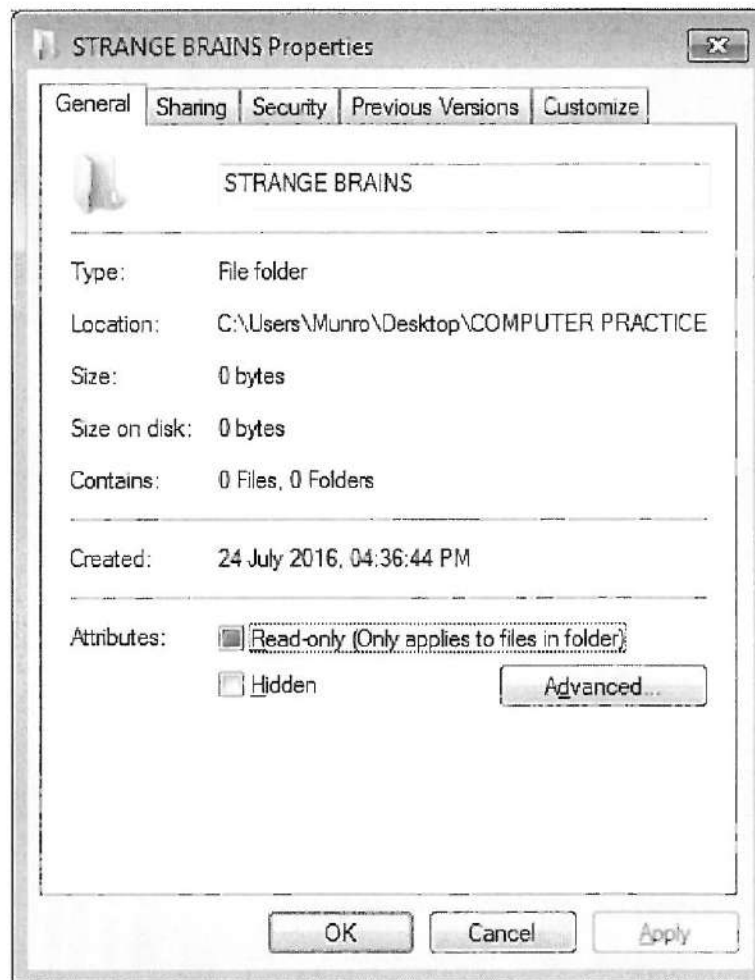 STRANGE BRAINS Properties
General Sharing Security Previous Versions Customize
STRANGE BRAINS
Type: File folder
Location: C:\Users\Munro\Desktop\COMPUTER PRACTICE
Size: 0 bytes
Size on disk: 0 bytes
Contains: 0 Files, 0 Folders
Created: 24 July 2016, 04:36:44 PM
Attributes: Read-only (Only applies to files in folder)
Hidden Advanced...
OK Cancel Apply